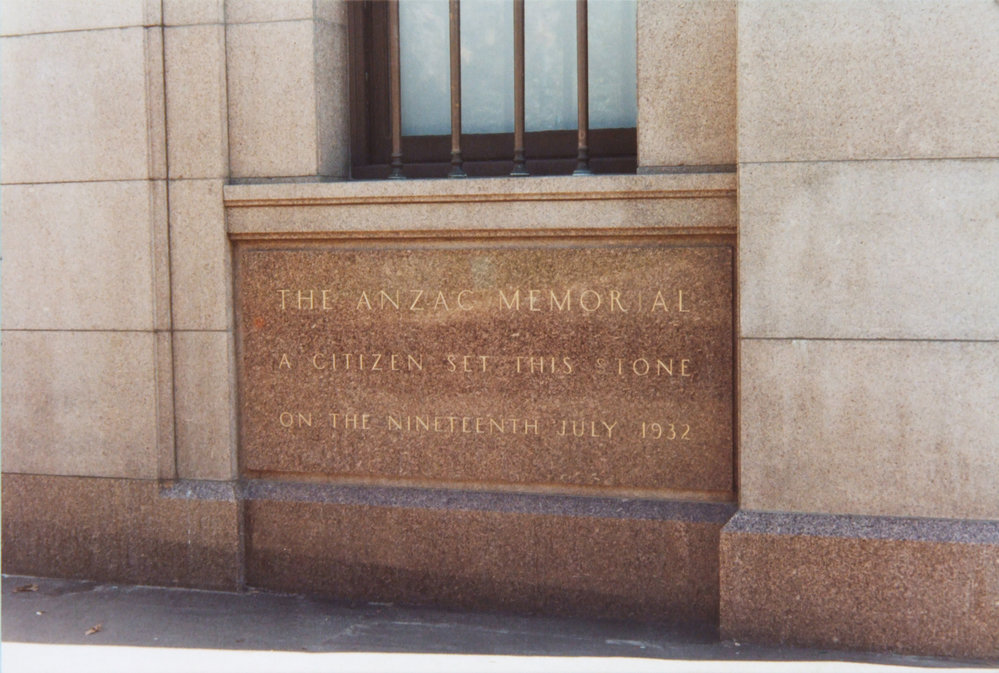 THE ANZAC MEMORIAL
A CITIZEN SET THIS STONE
ON THE NINETEENTH JULY 1932